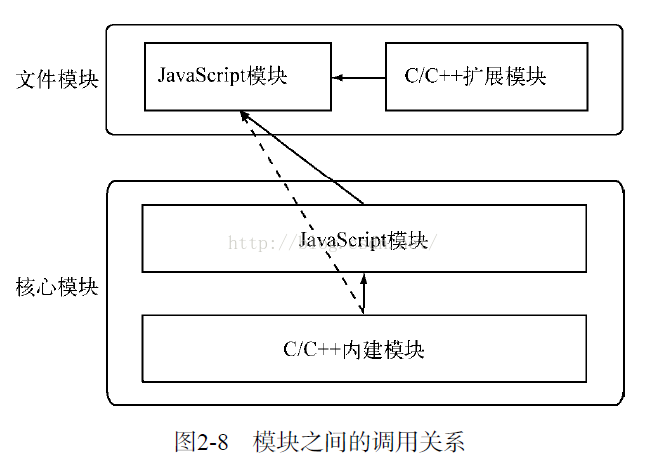 文件模块
JavaScript模块
C/C++扩展模块
核心模块
JavaScript模块
C/C++内建模块
图2-8 模块之间的调用关系